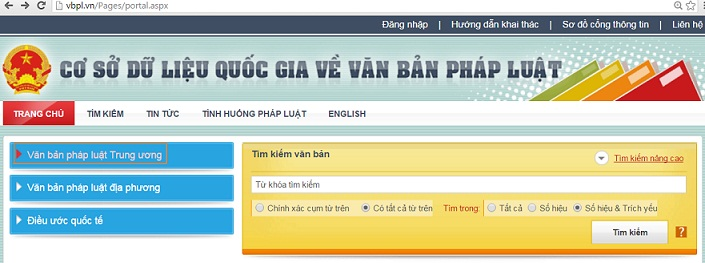 vbpl.vn/Pages/portal.aspx
Đăng nhập | Hướng dẫn khai thác | Sơ đồ cổng thông tin | Liên hệ
CƠ SỞ DỮ LIỆU QUỐC GIA VỀ VĂN BẢN PHÁP LUẬT
TRANG CHỦ TÌM KIẾM TIN TỨC TÌNH HUỐNG PHÁP LUẬT ENGLISH
Văn bản pháp luật Trung ương
Văn bản pháp luật địa phương
Điều ước quốc tế
Tìm kiếm văn bản Tìm kiếm nâng cao
Từ khóa tìm kiếm
Chính xác cụm từ trên Có tất cả từ trên Tìm trong: Tất cả Số hiệu Số hiệu & Trích yếu
Tìm kiếm ?